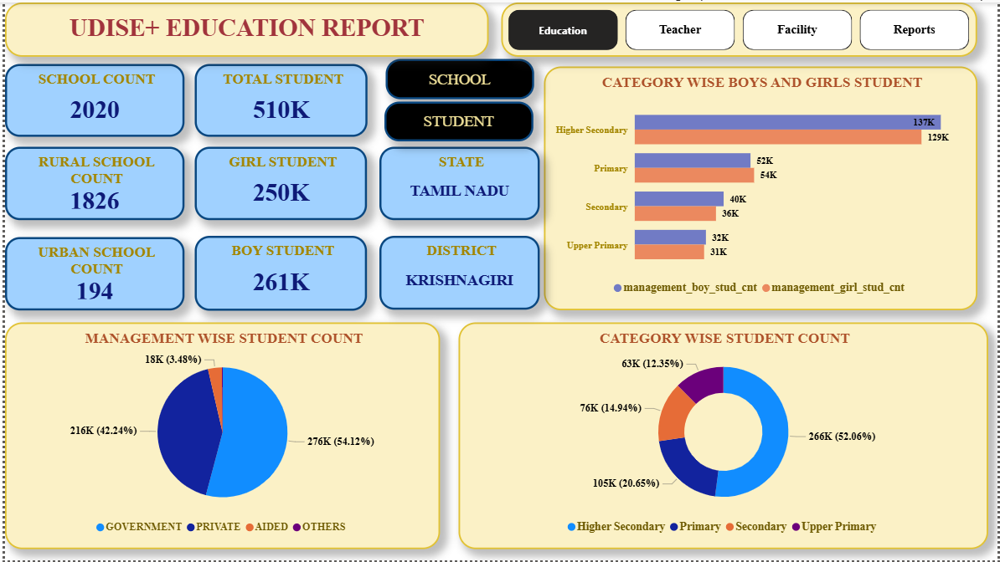 UDISE+ EDUCATION REPORT
Education
Teacher
Facility
Reports
SCHOOL COUNT
2020
TOTAL STUDENT
510K
SCHOOL
STUDENT
RURAL SCHOOL
COUNT
1826
GIRL STUDENT
250K
STATE
TAMIL NADU
URBAN SCHOOL
COUNT
194
BOY STUDENT
261K
DISTRICT
KRISHNAGIRI
CATEGORY WISE BOYS AND GIRLS STUDENT
Higher Secondary
137K
129K
Primary
52K
54K
Secondary
40K
36K
Upper Primary
32K
31K
management_boy_stud_cnt management_girl_stud_cnt
MANAGEMENT WISE STUDENT COUNT
18K (3.48%)
216K (42.24%)
276K (54.12%)
GOVERNMENT PRIVATE AIDED OTHERS
CATEGORY WISE STUDENT COUNT
63K (12.35%)
76K (14.94%)
266K (52.06%)
105K (20.65%)
Higher Secondary Primary Secondary Upper Primary